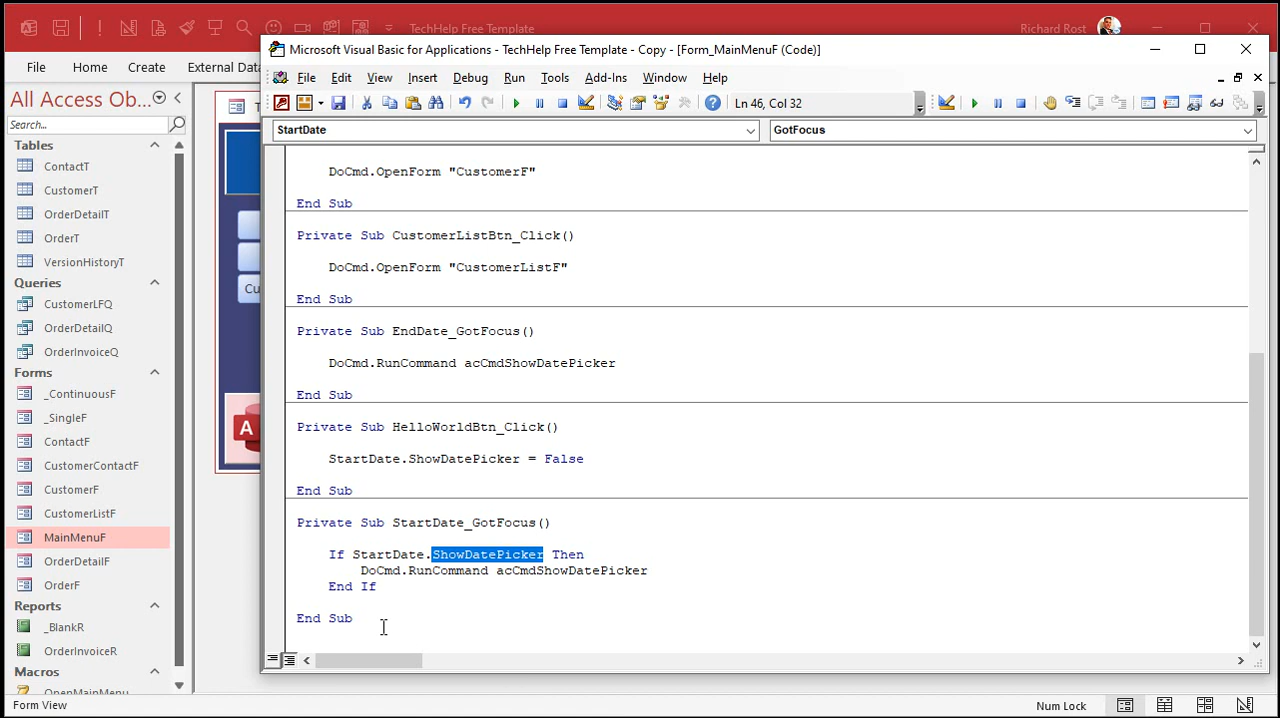 TechHelp Free Template
Richard Rost
File
Home
Create
External Data
All Access Ob...
Search...
Tables
ContactT
CustomerT
OrderDetailT
OrderT
VersionHistoryT
Queries
CustomerLFQ
OrderDetailQ
OrderInvoiceQ
Forms
_ContinuousF
_SingleF
ContactF
CustomerContactF
CustomerF
CustomerListF
MainMenuF
OrderDetailF
OrderF
Reports
_BlankR
OrderInvoiceR
Macros
OpenMainMenu
T
Cu
A
Microsoft Visual Basic for Applications - TechHelp Free Template - Copy - [Form_MainMenuF (Code)]
File Edit View Insert Debug Run Tools Add-Ins Window Help
Ln 46, Col 32
StartDate
GotFocus
DoCmd.OpenForm "CustomerF"
End Sub
Private Sub CustomerListBtn_Click()
DoCmd.OpenForm "CustomerListF"
End Sub
Private Sub EndDate_GotFocus()
DoCmd.RunCommand acCmdShowDatePicker
End Sub
Private Sub HelloWorldBtn_Click()
StartDate.ShowDatePicker = False
End Sub
Private Sub StartDate_GotFocus()
If StartDate.ShowDatePicker Then
DoCmd.RunCommand acCmdShowDatePicker
End If
End Sub
Form View
Num Lock